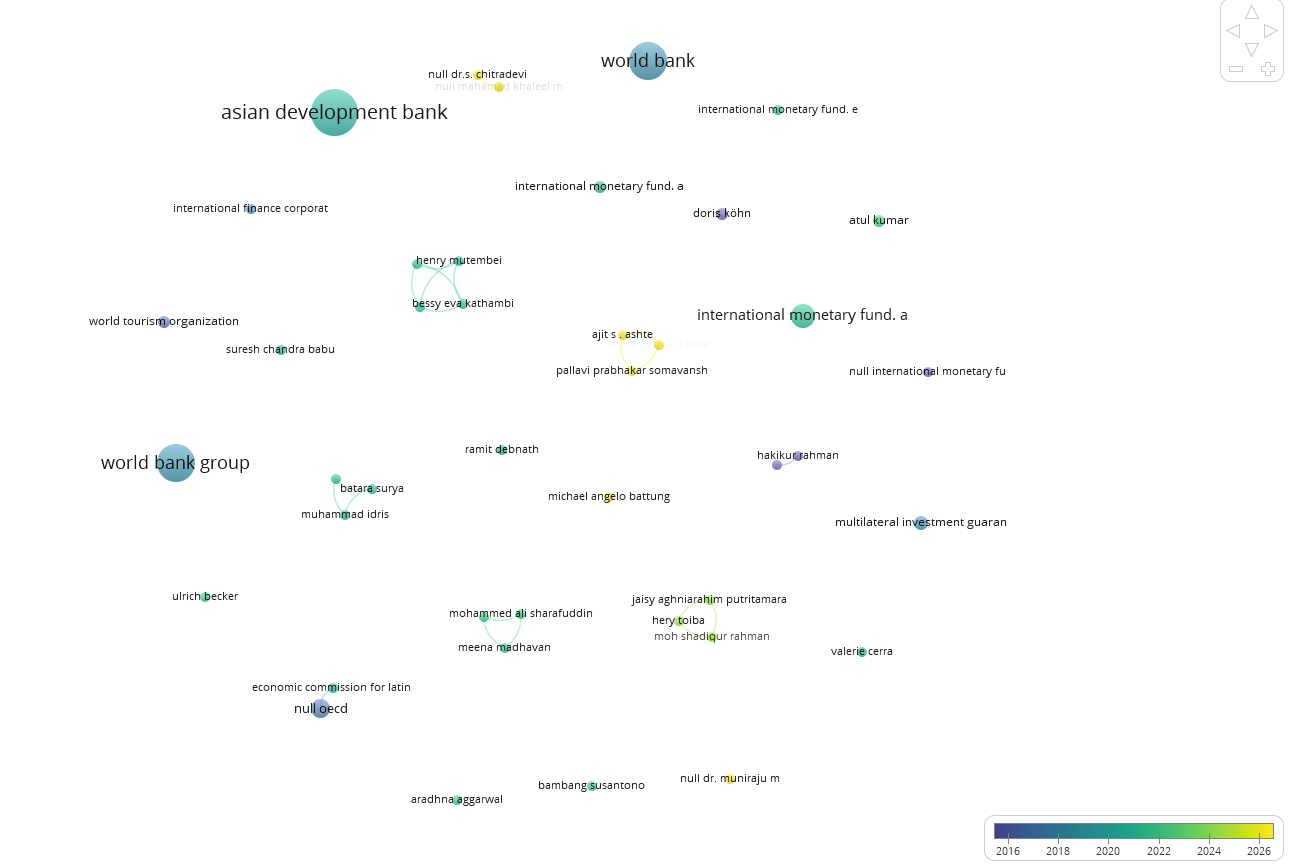 world bank
null dr.s. chitradevi
null mahamad khaleel m
asian development bank
international monetary fund. e
international monetary fund. a
international finance corporat
doris köhn
atul kumar
henry mutembei
bessy eva kathambi
international monetary fund. a
world tourism organization
ajit s
ashte
suresh chandra babu
pallavi prabhakar somavansh
null international monetary fu
ramit debnath
hakikur rahman
world bank group
batara surya
michael angelo battung
muhammad idris
multilateral investment guaran
ulrich becker
jaisy aghniarahim putritamara
mohammed ali sharafuddin
hery toiba
moh shadiqur rahman
meena madhavan
valerie cerra
economic commission for latin
null oecd
null dr. muniraju m
bambang susantono
aradhna aggarwal
2016 2018 2020 2022 2024 2026